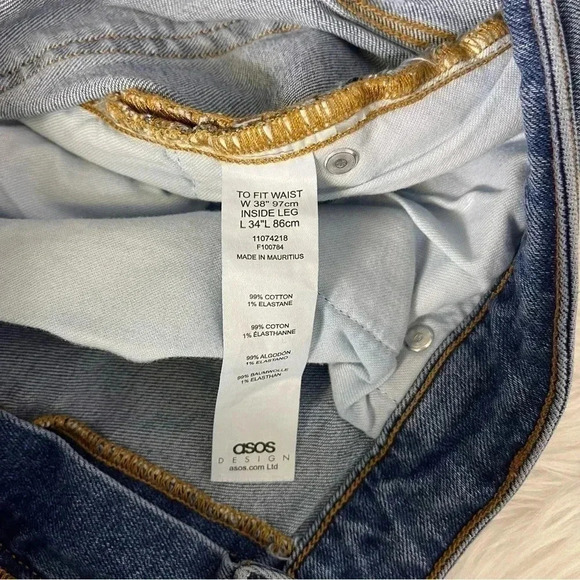 TO FIT WAIST
W 38" 97cm
INSIDE LEG
L 34"L 86cm
11074218
F100784
MADE IN MAURITIUS
99% COTTON
1% ELASTANE
99% COTON
1% ÉLASTHANNE
99% ALGODÓN
1% ELASTANO
99% BAUMWOLLE
1% ELASTHAN
asos
DESIGN
asos.com Ltd